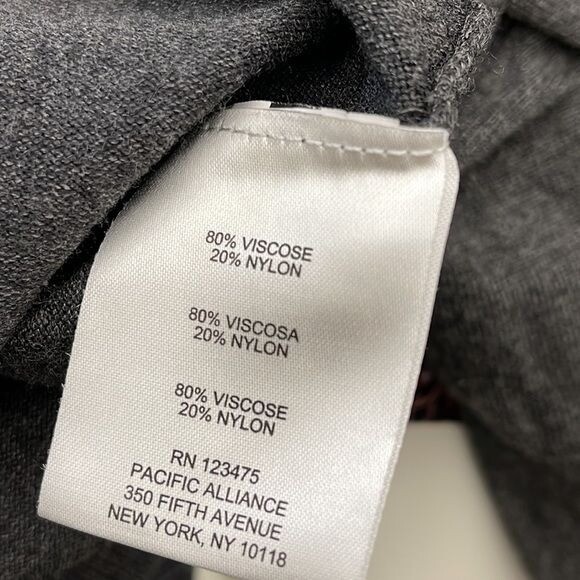 80% VISCOSE
20% NYLON
80% VISCOSA
20% NYLON
80% VISCOSE
20% NYLON
RN 123475
PACIFIC ALLIANCE
350 FIFTH AVENUE
NEW YORK, NY 10118